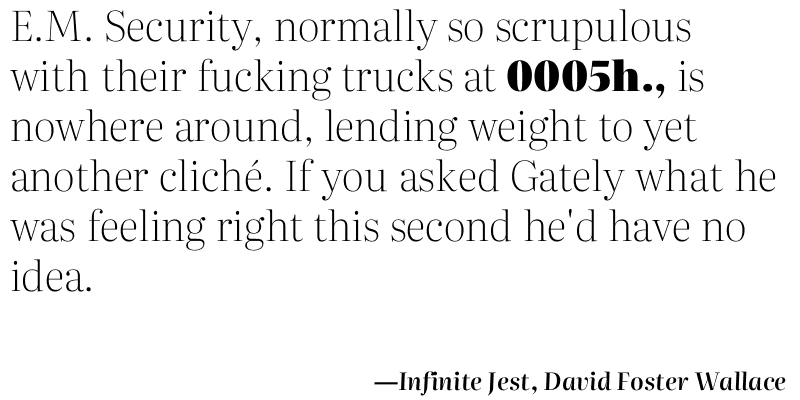 E.M. Security, normally so scrupulous
with their fucking trucks at 0005h., is
nowhere around, lending weight to yet
another cliché. If you asked Gately what he
was feeling right this second he'd have no
idea.
—Infinite Jest, David Foster Wallace